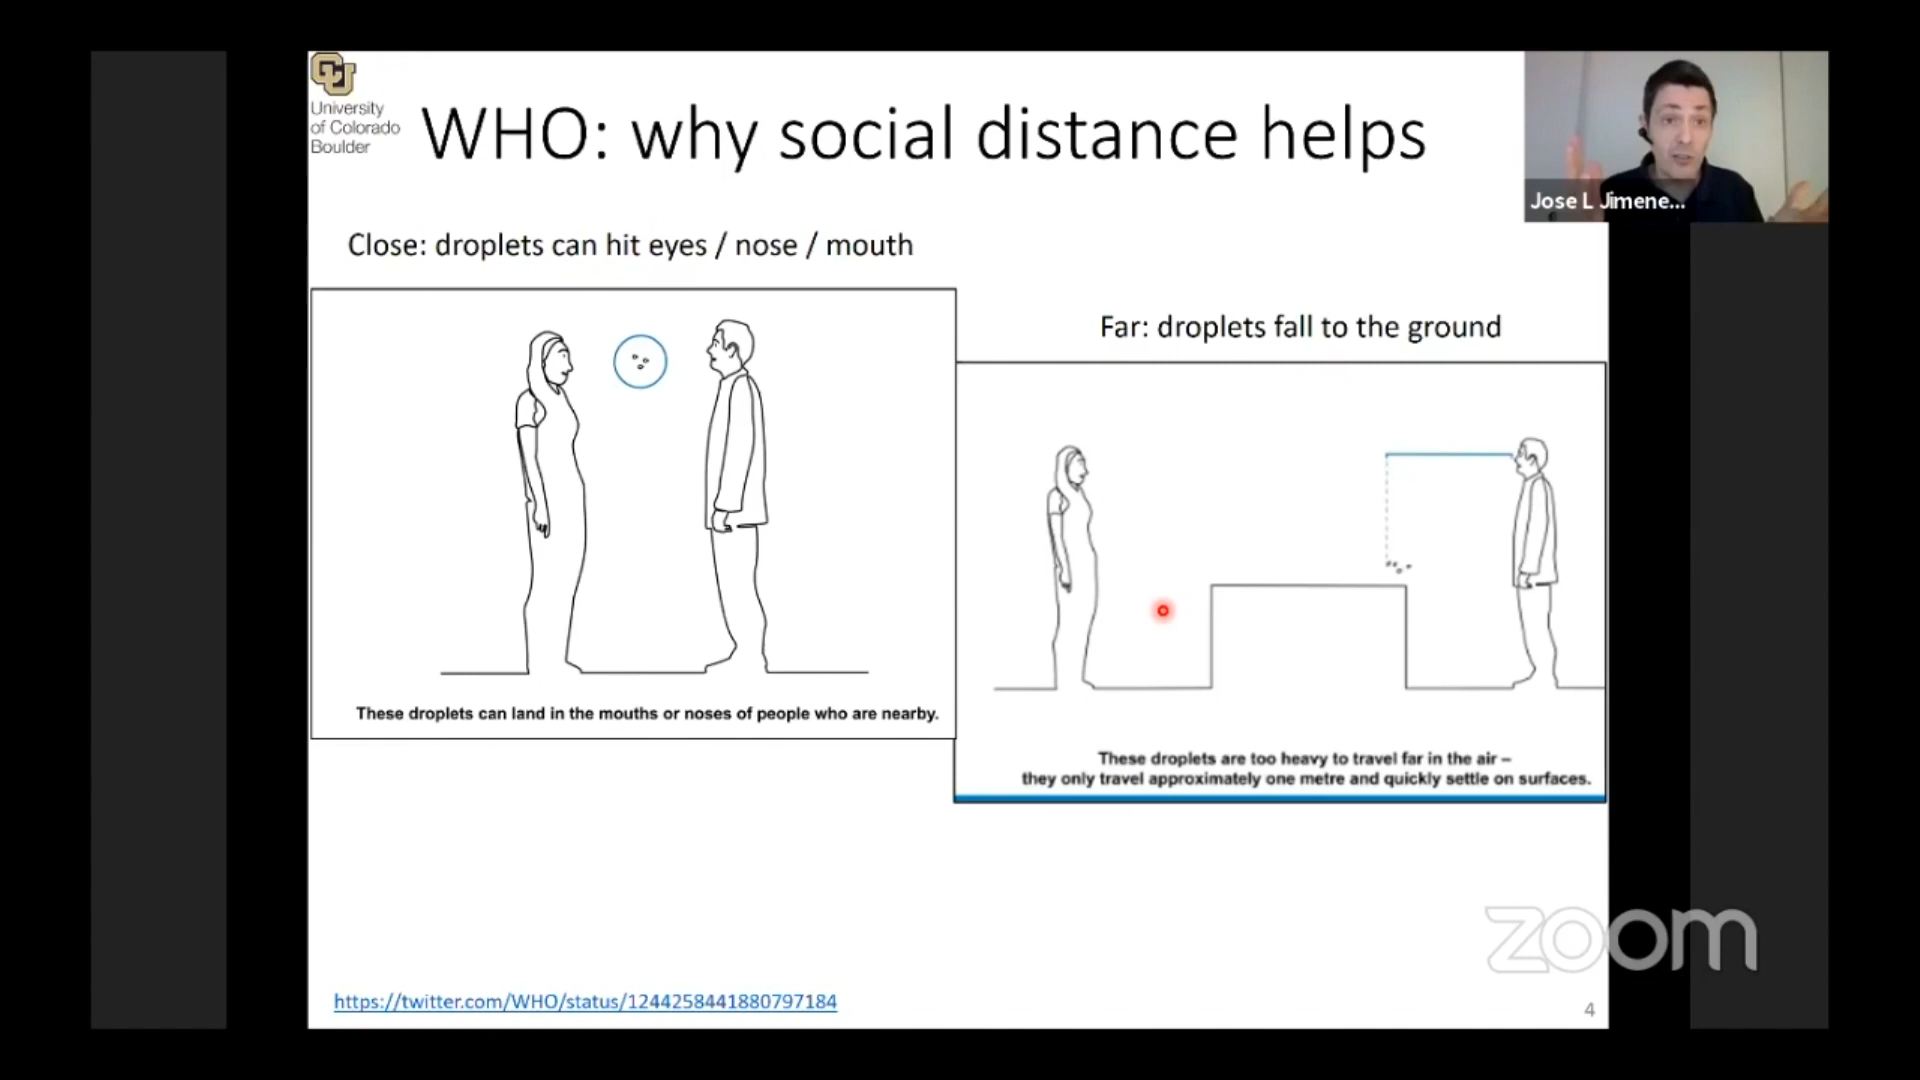 CU
University
of Colorado
Boulder
WHO: why social distance helps
Jose L Jimene...
Close: droplets can hit eyes / nose / mouth
Far: droplets fall to the ground
These droplets can land in the mouths or noses of people who are nearby.
These droplets are too heavy to travel far in the air –
they only travel approximately one metre and quickly settle on surfaces.
zoom
https://twitter.com/WHO/status/1244258441880797184
4